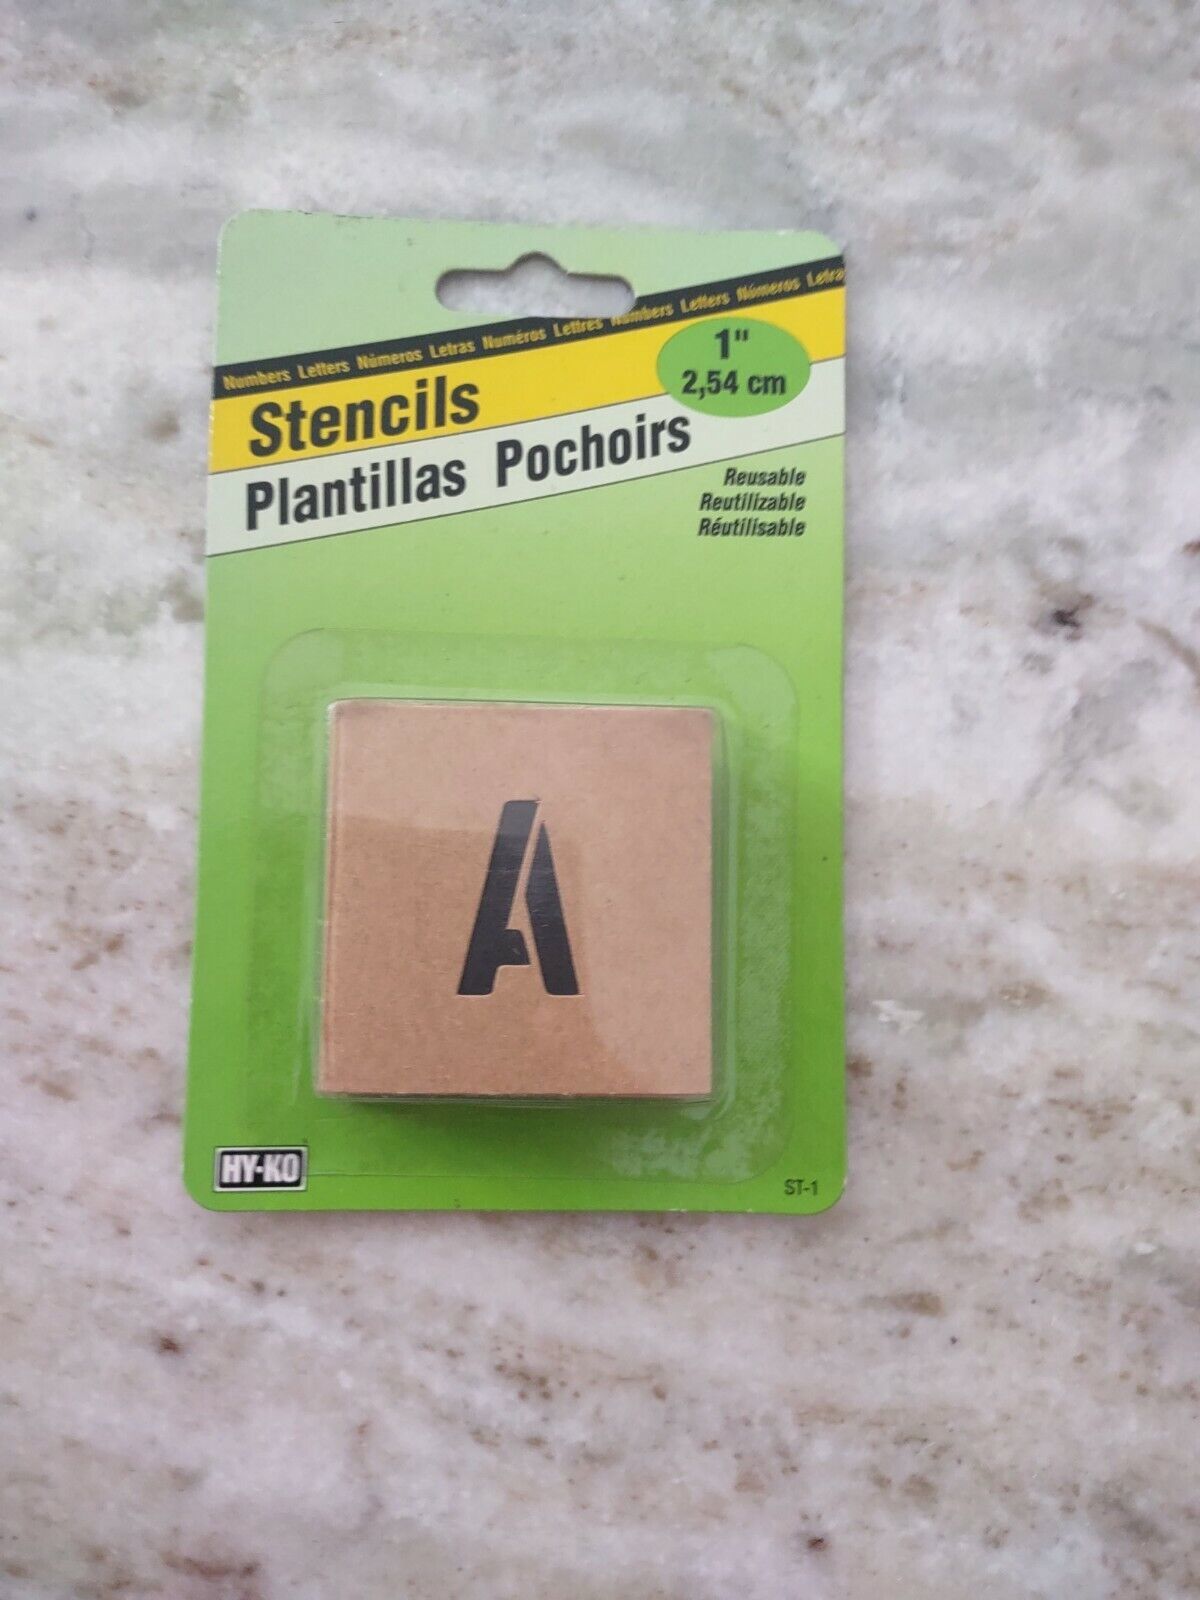 Numbers Letters Números Letras Numéros Lettres Numbers Letters Números Letra
1"
2,54 cm
Stencils
Plantillas Pochoirs
Reusable
Reutilizable
Réutilisable
A
HY-KO
ST-1